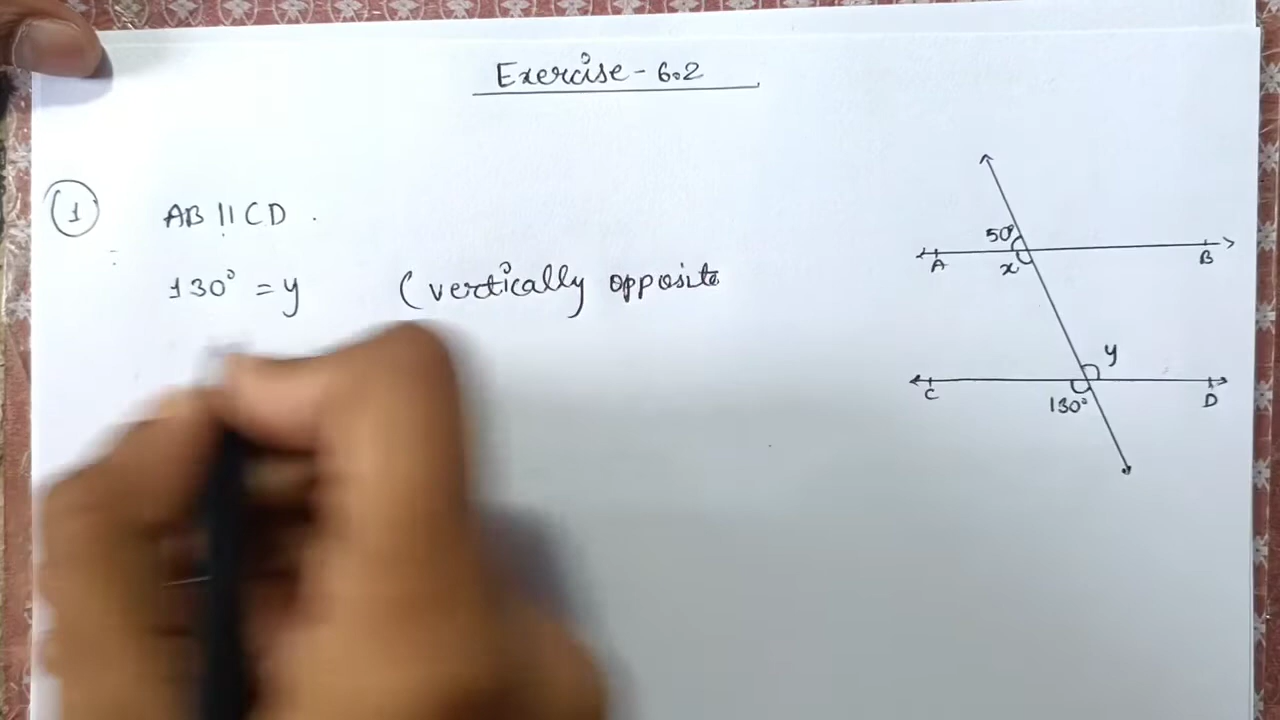 Exercise - 6.2
1 AB || CD .
130° = y (vertically opposite
50°
A
B
x
y
C
D
130°